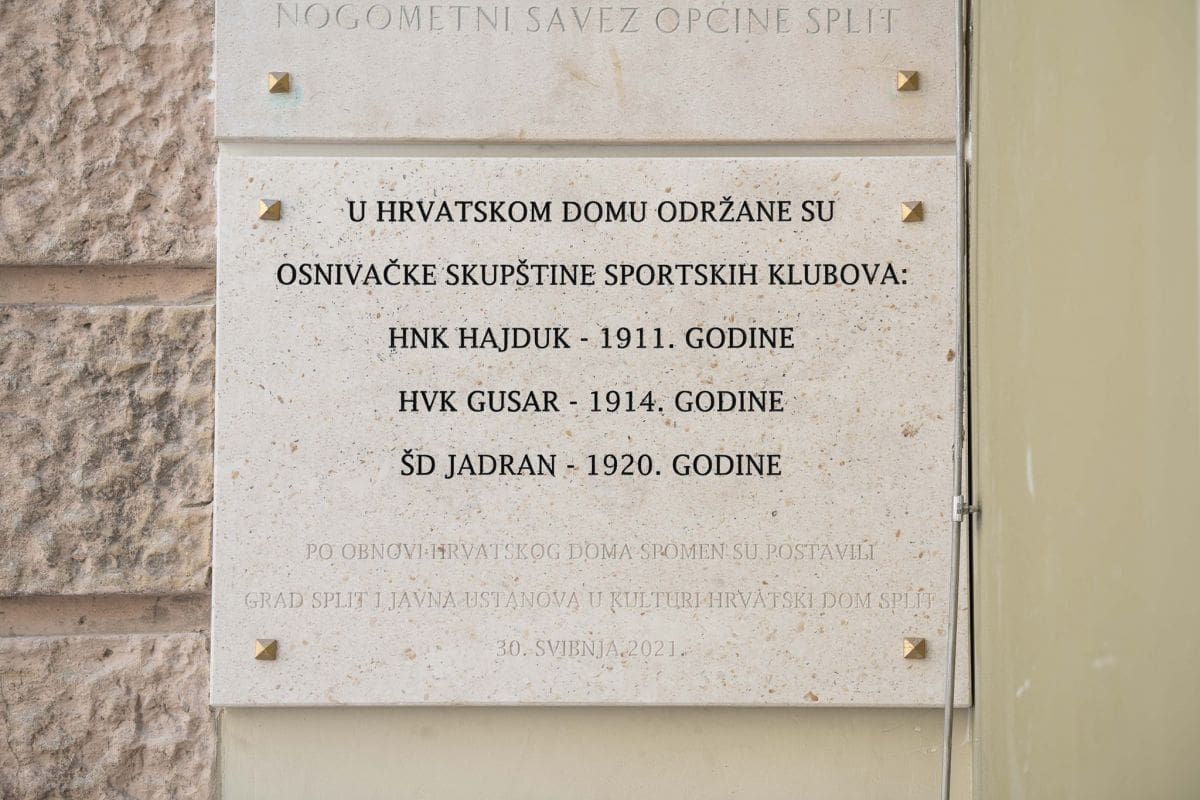 NOGOMETNI SAVEZ OPĆINE SPLIT
U HRVATSKOM DOMU ODRŽANE SU
OSNIVAČKE SKUPŠTINE SPORTSKIH KLUBOVA:
HNK HAJDUK - 1911. GODINE
HVK GUSAR - 1914. GODINE
ŠD JADRAN - 1920. GODINE
PO OBNOVI HRVATSKOG DOMA SPOMEN SU POSTAVILI
GRAD SPLIT I JAVNA USTANOVA U KULTURI HRVATSKI DOM SPLIT
30. SVIBNJA 2021.